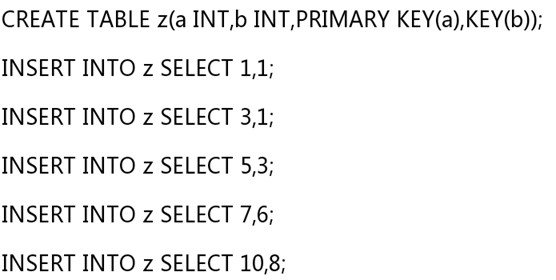 CREATE TABLE z(a INT,b INT,PRIMARY KEY(a),KEY(b));
INSERT INTO z SELECT 1,1;
INSERT INTO z SELECT 3,1;
INSERT INTO z SELECT 5,3;
INSERT INTO z SELECT 7,6;
INSERT INTO z SELECT 10,8;